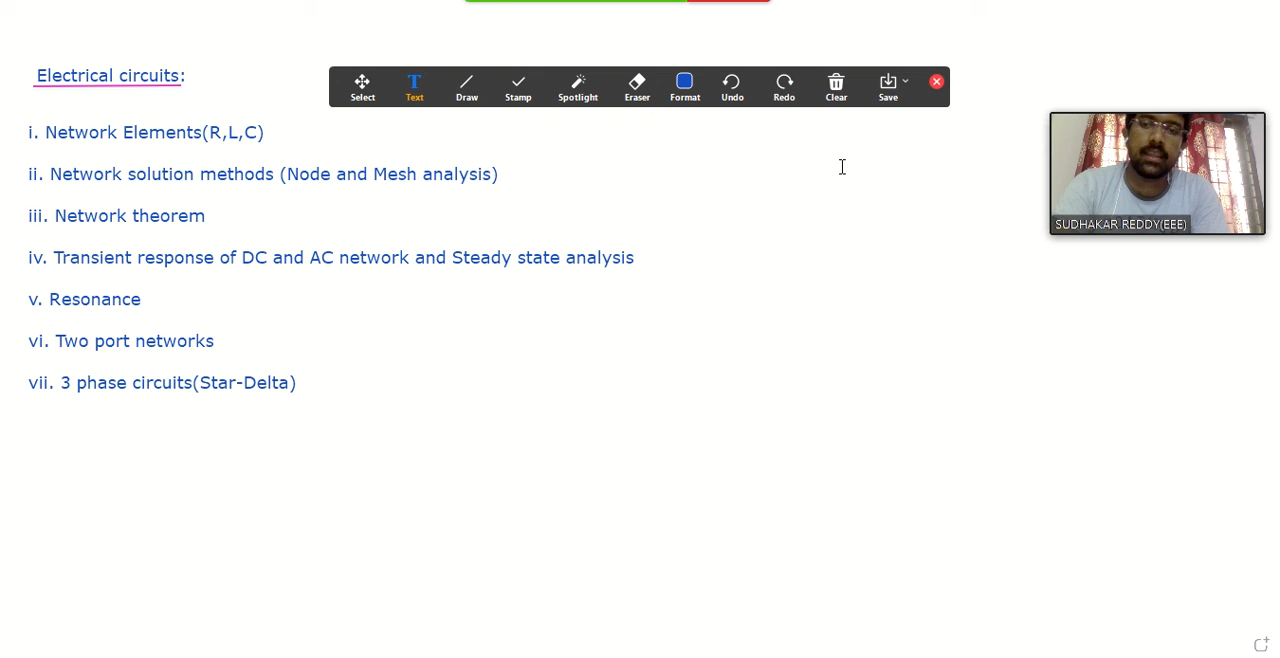 Electrical circuits:
Select Text Draw Stamp Spotlight Eraser Format Undo Redo Clear Save
i. Network Elements(R,L,C)
ii. Network solution methods (Node and Mesh analysis)
iii. Network theorem
iv. Transient response of DC and AC network and Steady state analysis
v. Resonance
vi. Two port networks
vii. 3 phase circuits(Star-Delta)
SUDHAKAR REDDY(EEE)